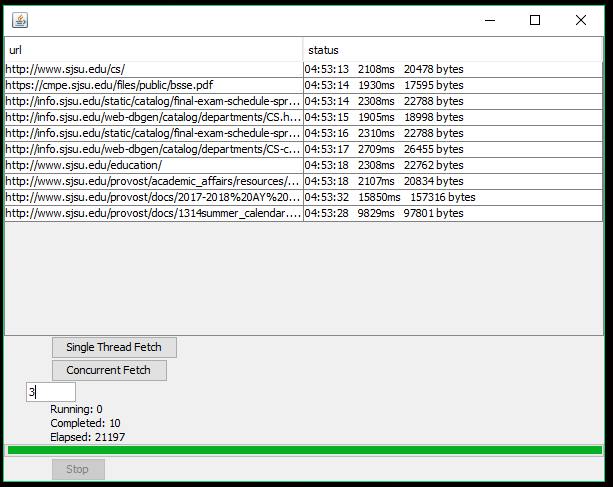 url status
http://www.sjsu.edu/cs/ 04:53:13 2108ms 20478 bytes
https://cmpe.sjsu.edu/files/public/bsse.pdf 04:53:14 1930ms 17595 bytes
http://info.sjsu.edu/static/catalog/final-exam-schedule-spr... 04:53:14 2308ms 22788 bytes
http://info.sjsu.edu/web-dbgen/catalog/departments/CS.h... 04:53:15 1905ms 18998 bytes
http://info.sjsu.edu/static/catalog/final-exam-schedule-spr... 04:53:16 2310ms 22788 bytes
http://info.sjsu.edu/web-dbgen/catalog/departments/CS-c... 04:53:17 2709ms 26455 bytes
http://www.sjsu.edu/education/ 04:53:18 2308ms 22762 bytes
http://www.sjsu.edu/provost/academic_affairs/resources/... 04:53:18 2107ms 20834 bytes
http://www.sjsu.edu/provost/docs/2017-2018%20AY%20... 04:53:32 15850ms 157316 bytes
http://www.sjsu.edu/provost/docs/1314summer_calendar.... 04:53:28 9829ms 97801 bytes
Single Thread Fetch
Concurrent Fetch
3
Running: 0
Completed: 10
Elapsed: 21197
Stop